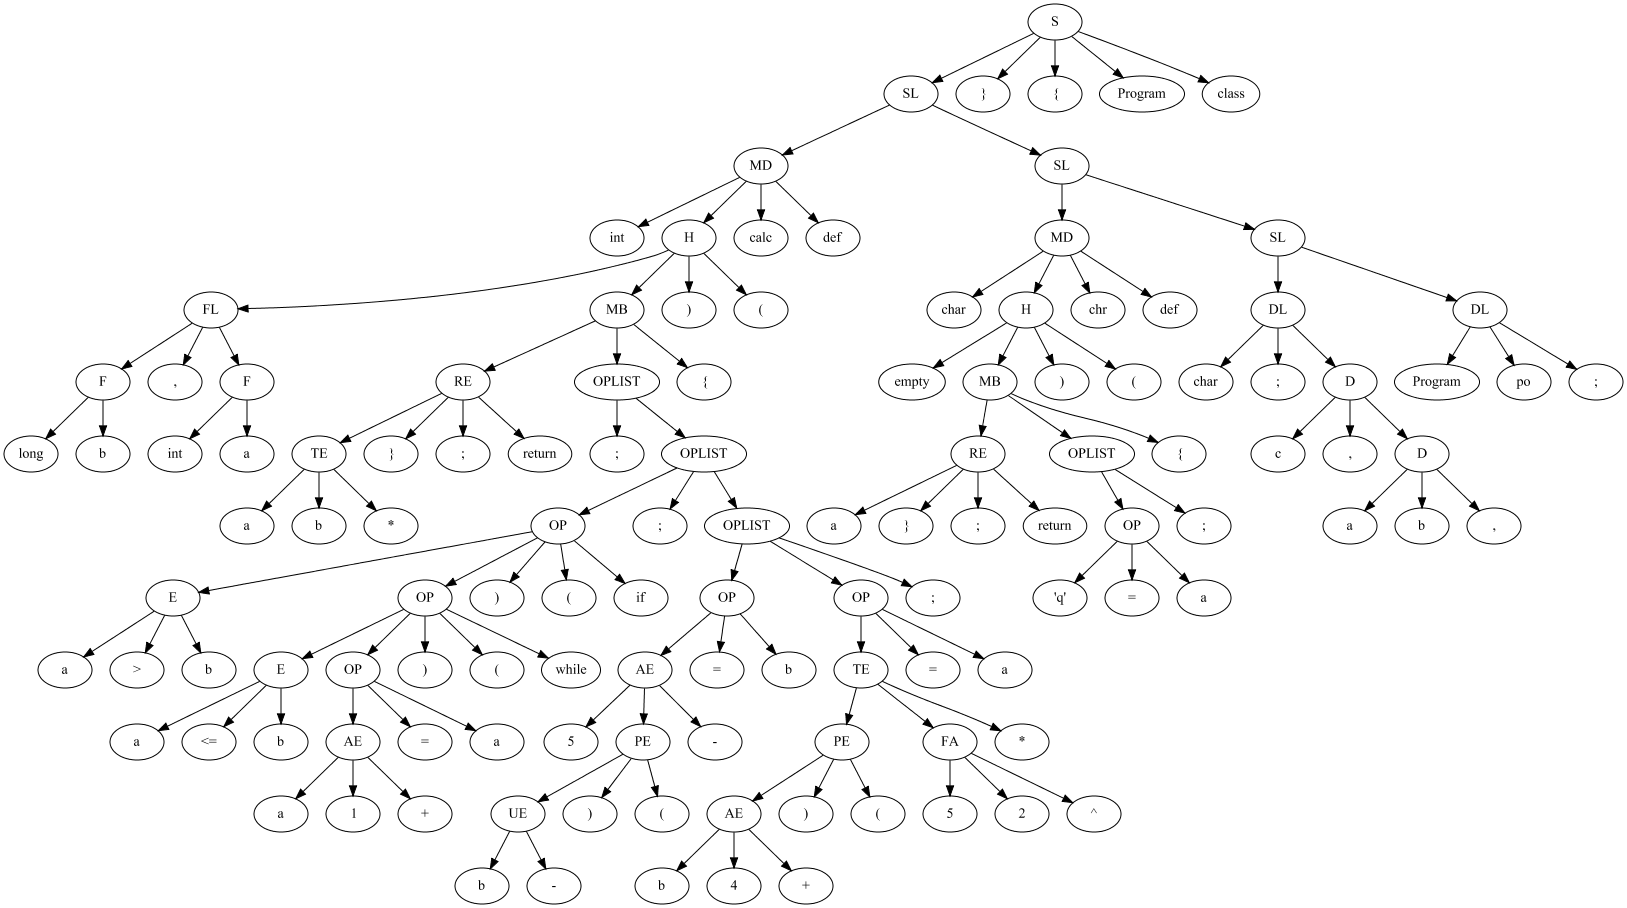 S
SL } { Program class
MD SL
int H calc def MD SL
FL MB ) ( char H chr def DL DL
F , F RE OPLIST { empty MB ) ( char ; D Program po ;
long b int a TE } ; return ; OPLIST RE OPLIST { c , D
a b * OP ; OPLIST a } ; return OP ; a b ,
E OP ) ( if OP OP ; 'q' = a
a > b E OP ) ( while AE = b TE = a
a <= b AE = a 5 PE - PE FA *
a 1 + UE ) ( AE ) ( 5 2 ^
b - b 4 +